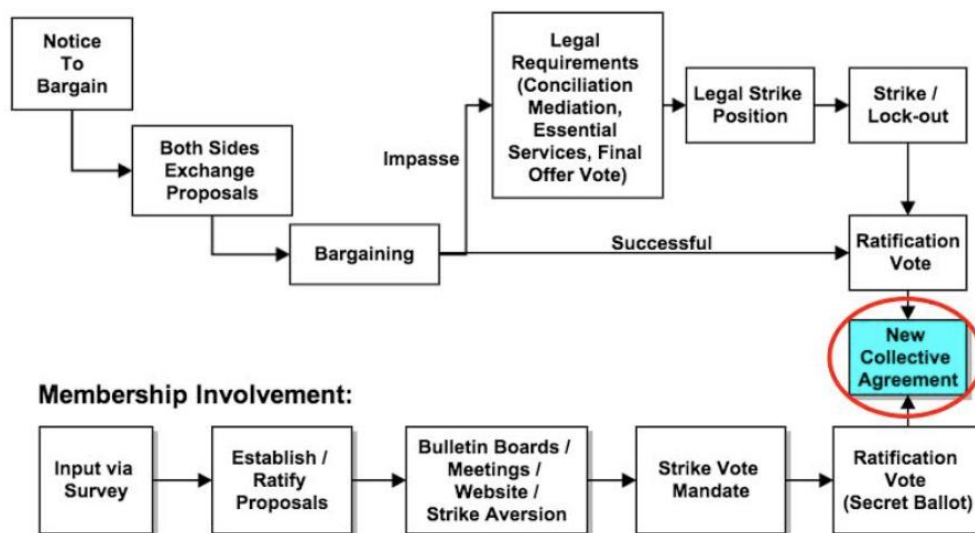 Notice
To
Bargain
Both Sides
Exchange
Proposals
Bargaining
Impasse
Legal
Requirements
(Conciliation
Mediation,
Essential
Services, Final
Offer Vote)
Legal Strike
Position
Strike /
Lock-out
Successful
Ratification
Vote
New
Collective
Agreement
Membership Involvement:
Input via
Survey
Establish /
Ratify
Proposals
Bulletin Boards /
Meetings /
Website /
Strike Aversion
Strike Vote
Mandate
Ratification
Vote
(Secret Ballot)